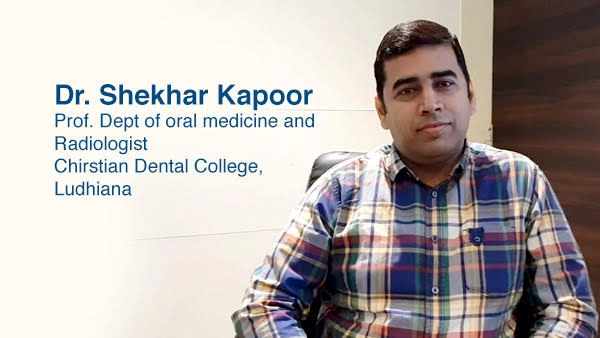 Dr. Shekhar Kapoor
Prof. Dept of oral medicine and
Radiologist
Chirstian Dental College,
Ludhiana